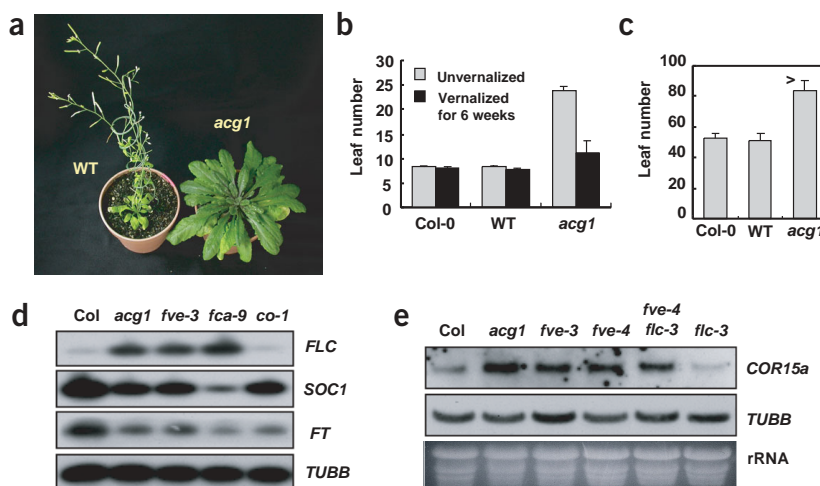 a
WT
acg1
b
Leaf number
30
25
20
15
10
5
0
Unvernalized
Vernalized
for 6 weeks
Col-0 WT acg1
c
Leaf number
100
80
60
40
20
0
>
Col-0 WT acg1
d
Col acg1 fve-3 fca-9 co-1
FLC
SOC1
FT
TUBB
e
Col acg1 fve-3 fve-4 fve-4 flc-3
flc-3
COR15a
TUBB
rRNA